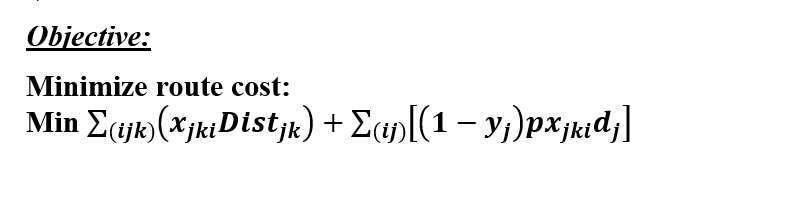 Objective:
Minimize route cost:
Min ∑(ijk)(xjkiDistjk) + ∑(ij)[(1 − yj)pxjkidj]